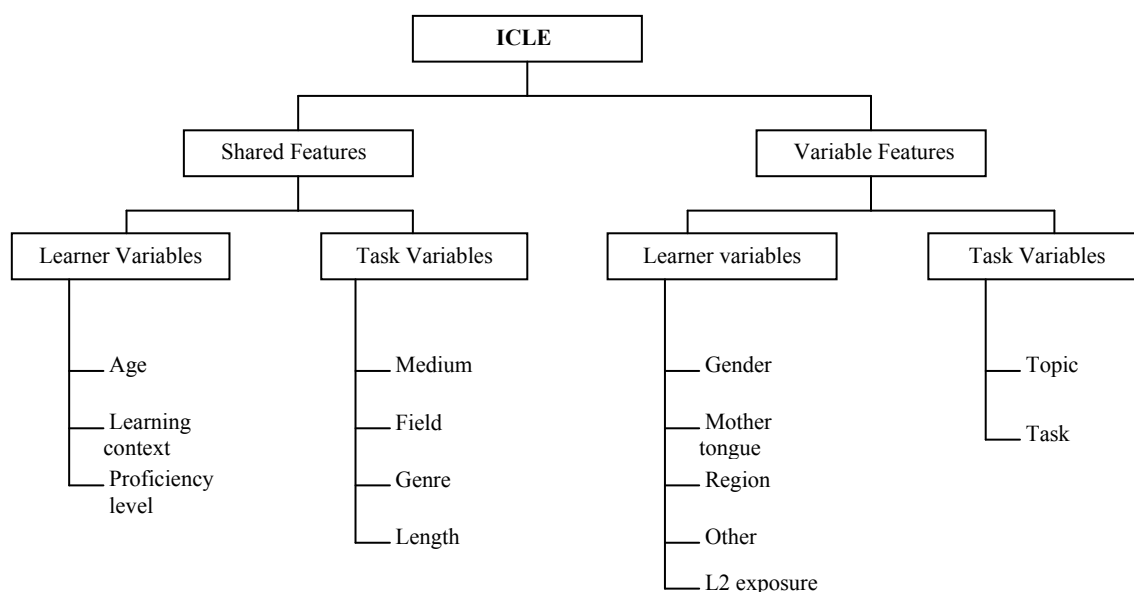 ICLE
Shared Features
Variable Features
Learner Variables
Task Variables
Learner variables
Task Variables
Age
Learning
context
Proficiency
level
Medium
Field
Genre
Length
Gender
Mother
tongue
Region
Other
L2 exposure
Topic
Task